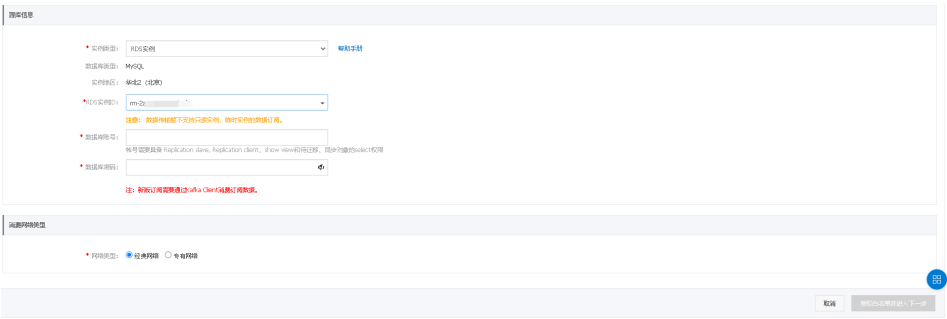 源库信息
* 实例类型： RDS实例 帮助手册
数据库类型： MySQL
实例地区： 华北2（北京）
*RDS实例ID： rm-2z
注意： 数据传输暂不支持只读实例、临时实例的数据订阅。
* 数据库账号：
帐号需要具备 Replication slave, Replication client、show view和待迁移、同步对象的select权限
* 数据库密码：
注：新版订阅需要通过Kafka Client消费订阅数据。
消费网络类型
* 网络类型： 经典网络 专有网络
取消 授权白名单并进入下一步